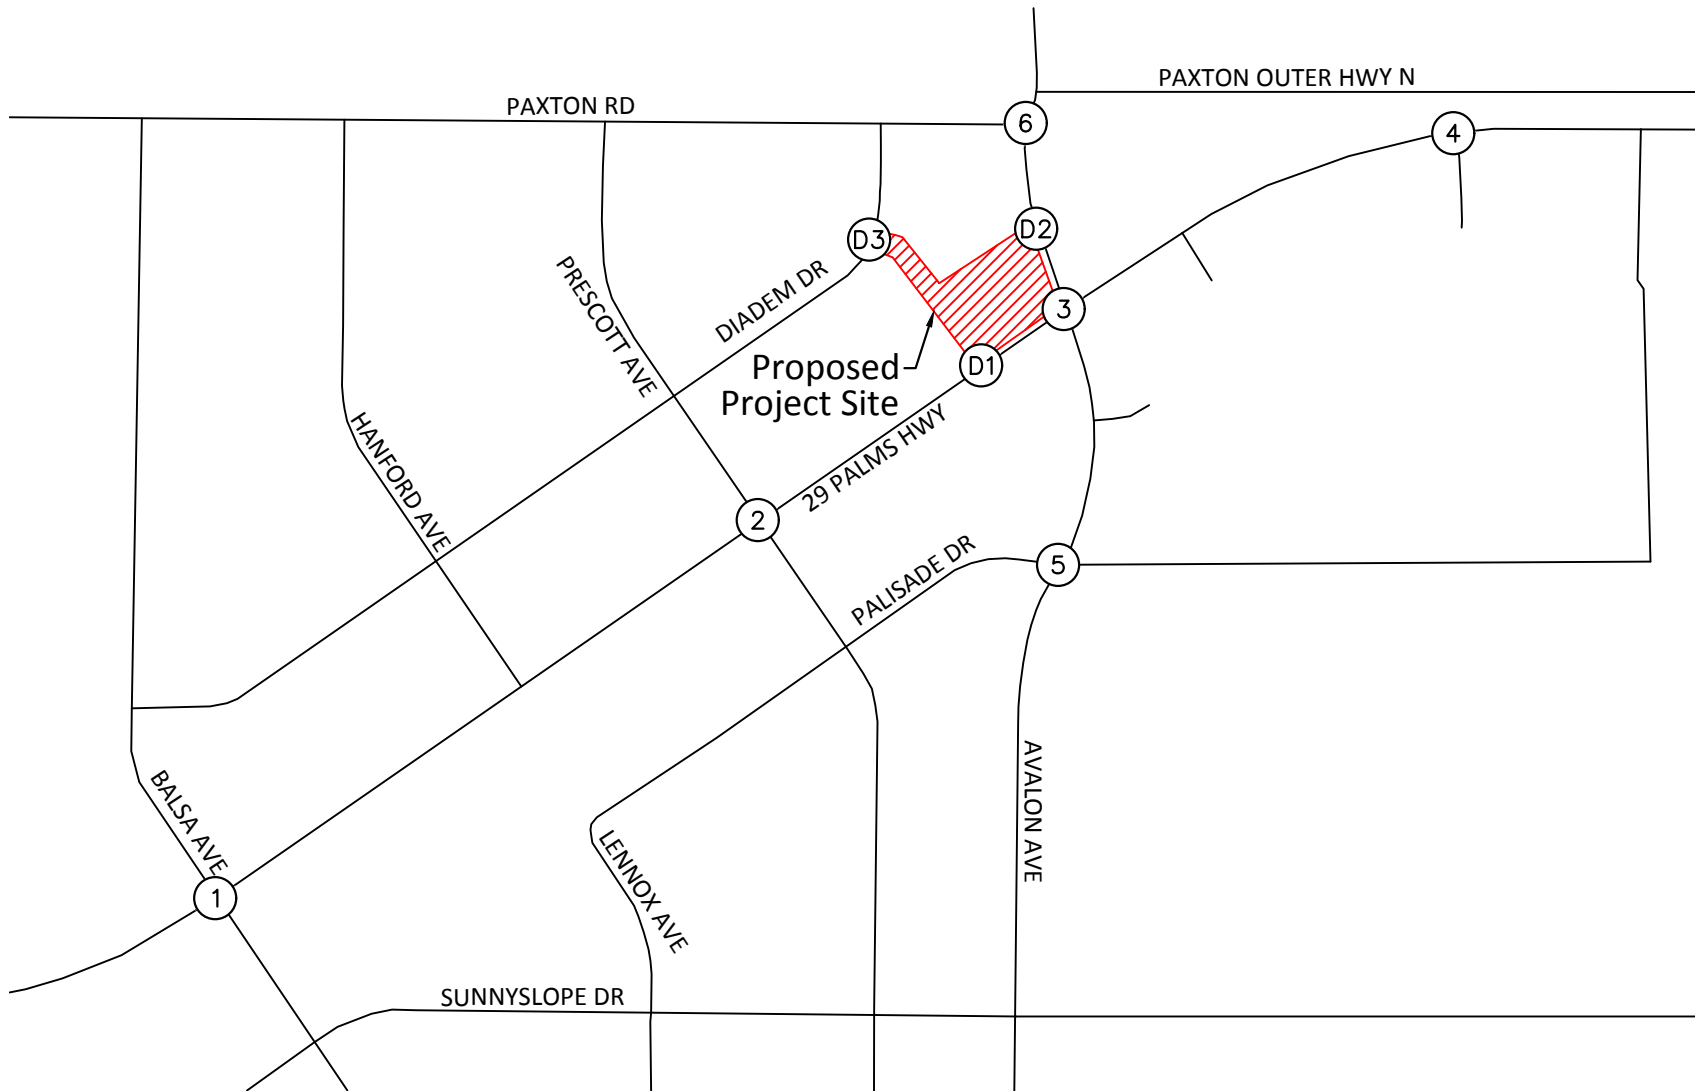 PAXTON OUTER HWY N
PAXTON RD
6
4
D2
D3
PRESCOTT AVE
DIADEM DR
3
Proposed
Project Site
D1
HANFORD AVE
29 PALMS HWY
2
PALISADE DR
5
BALSA AVE
AVALON AVE
LENNOX AVE
1
SUNNYSLOPE DR